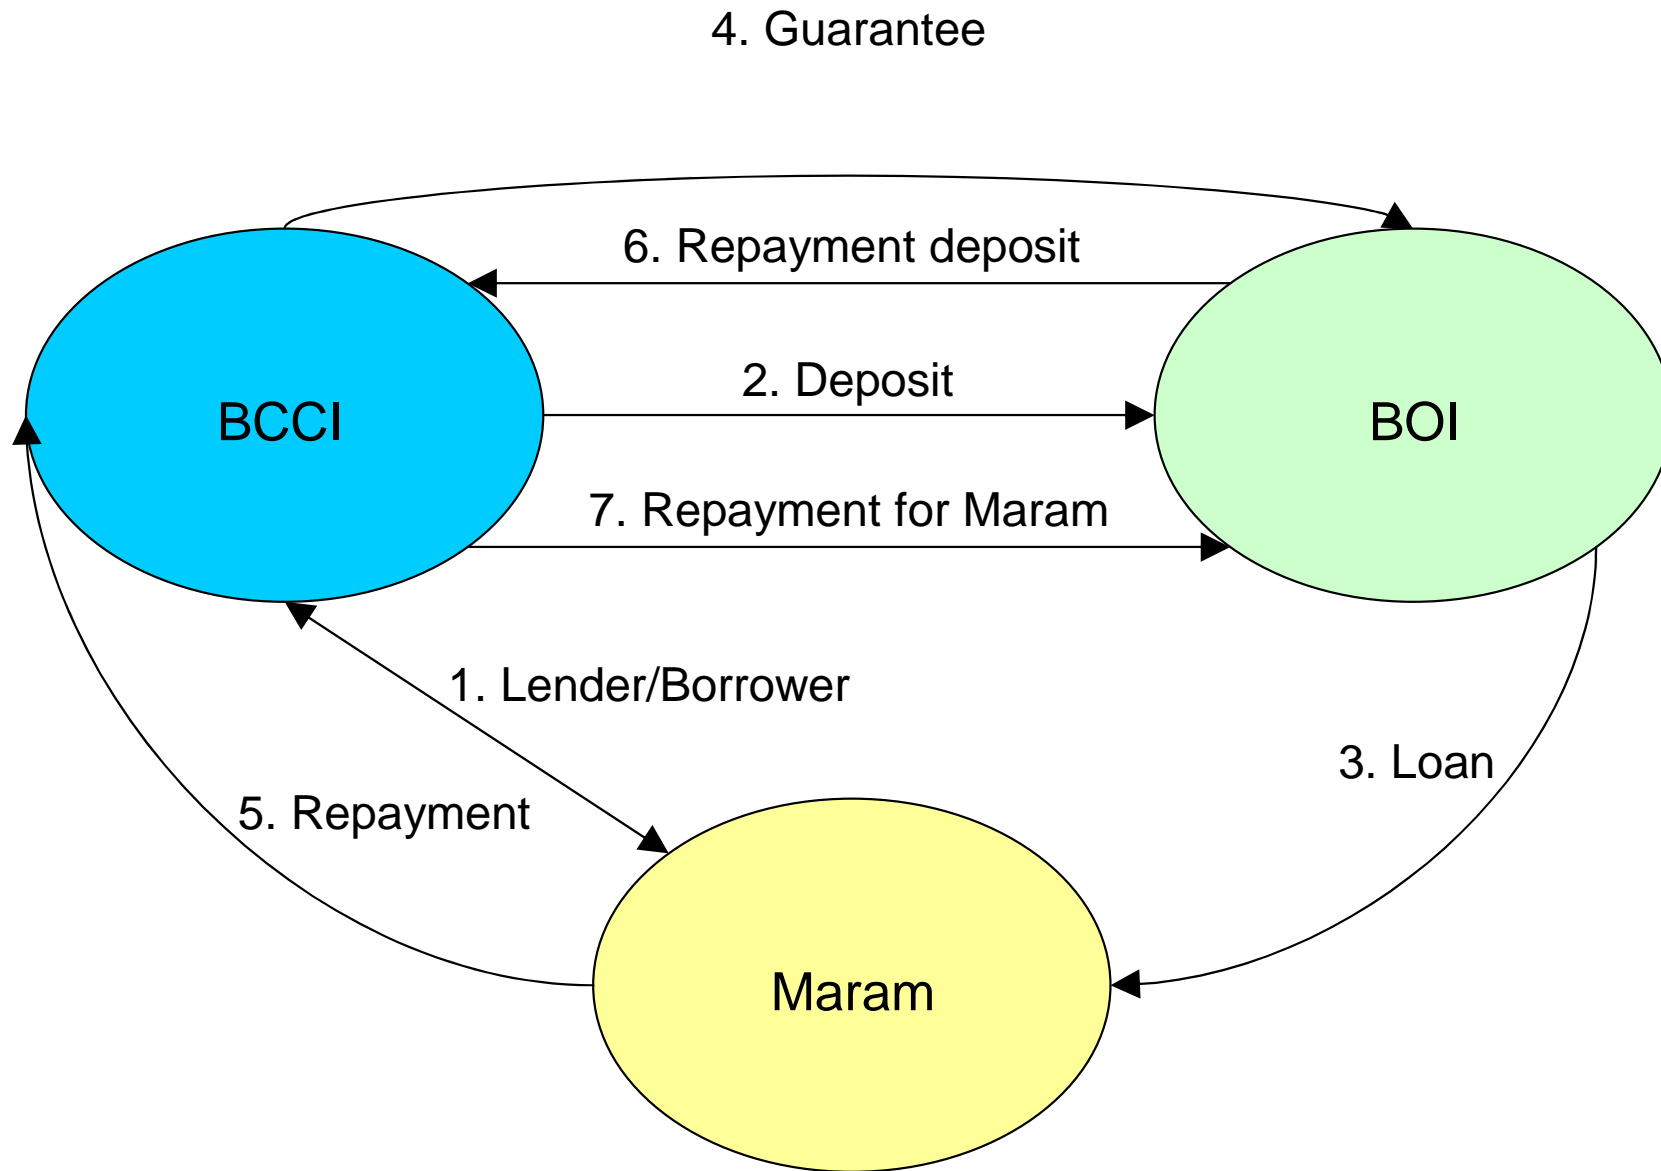 4. Guarantee
6. Repayment deposit
2. Deposit
BCCI
BOI
7. Repayment for Maram
1. Lender/Borrower
3. Loan
5. Repayment
Maram